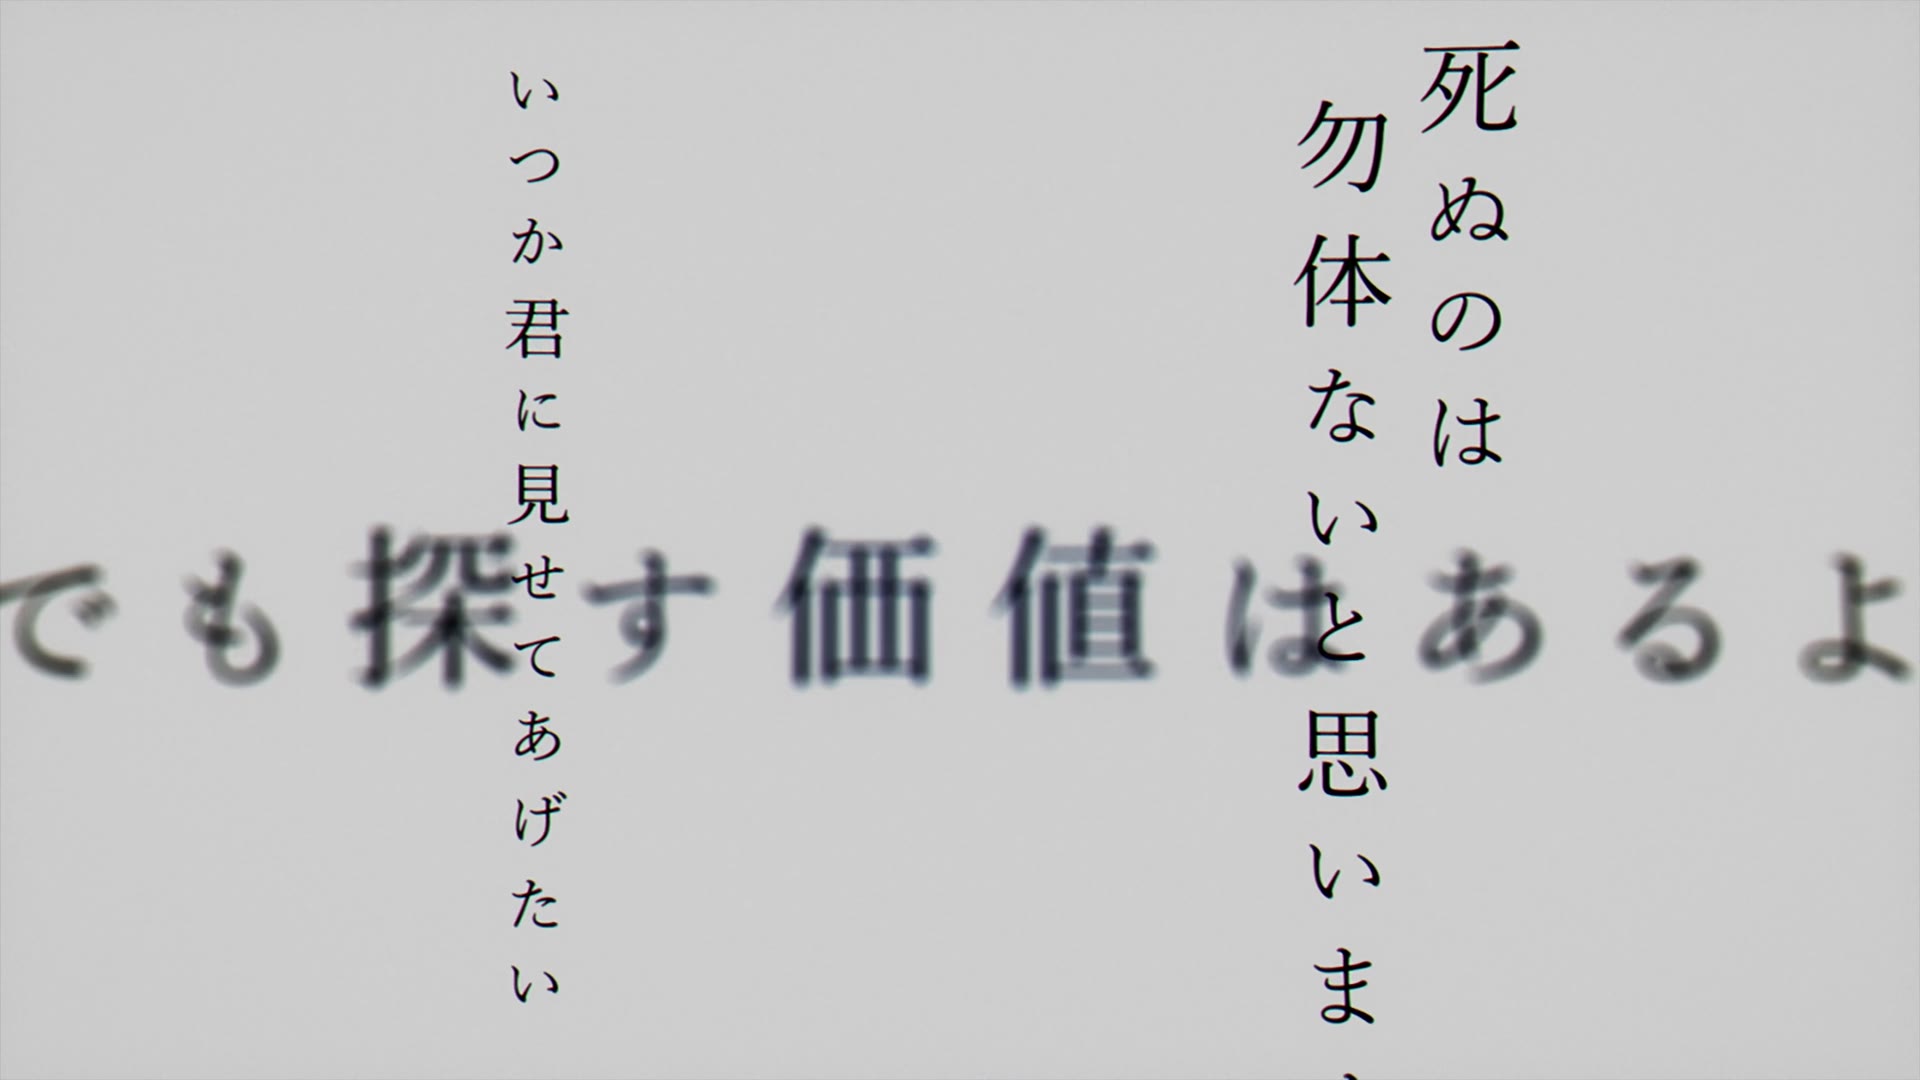 死ぬのは
勿体ないと思いま
いつか君に見せてあげたい
でも探す価値はあるよ